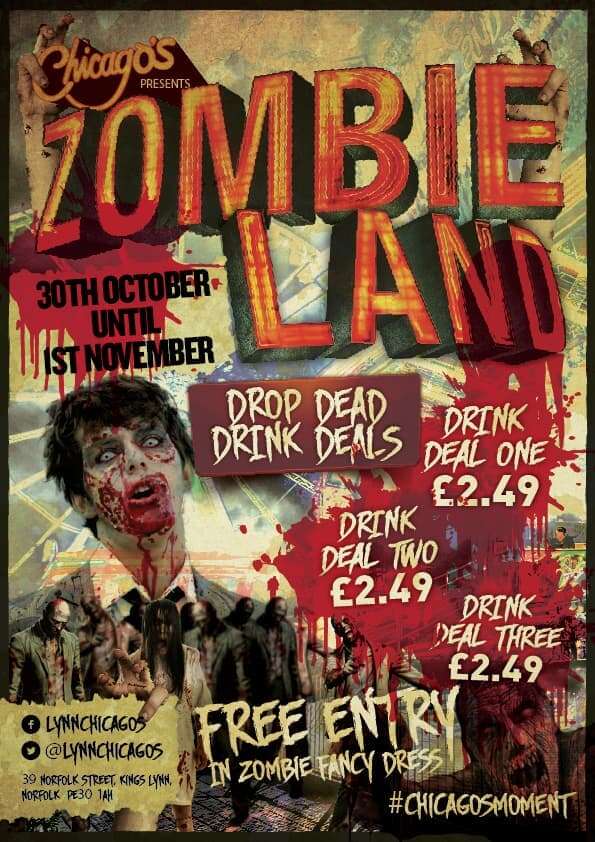 Chicago's
PRESENTS
ZOMBIE
LAND
30TH OCTOBER
UNTIL
1ST NOVEMBER
DROP DEAD
DRINK DEALS
DRINK
DEAL ONE
£2.49
DRINK
DEAL TWO
£2.49
DRINK
DEAL THREE
£2.49
FREE ENTRY
IN ZOMBIE FANCY DRESS
LYNNCHICAGOS
@LYNNCHICAGOS
39 NORFOLK STREET, KINGS LYNN,
NORFOLK PE30 1AH
#CHICAGOSMOMENT